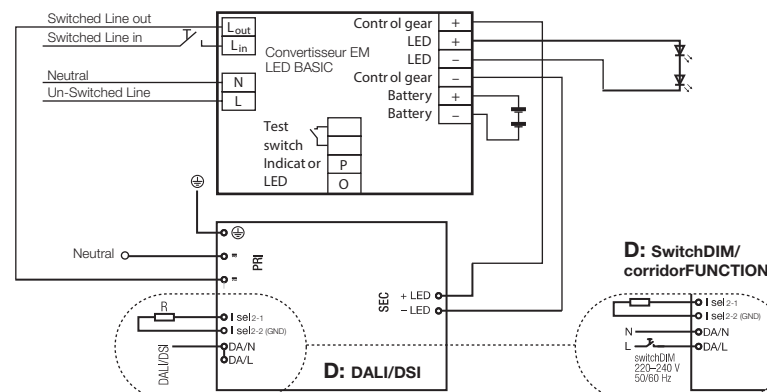 Switched Line out
Switched Line in
Neutral
Un-Switched Line
Lout
Lin
N
L
Convertisseur EM
LED BASIC
Test
switch
Indicator
LED
P
O
Control gear +
LED +
LED –
Control gear –
Battery +
Battery –
Neutral
PRI
SEC
+ LED
– LED
R
I sel2-1
I sel2-2 (GND)
DA/N
DA/L
DALI/DSI
D: DALI/DSI
D: SwitchDIM/
corridorFUNCTION
I sel2-1
I sel2-2 (GND)
N DA/N
L DA/L
switchDIM
220–240 V
50/60 Hz